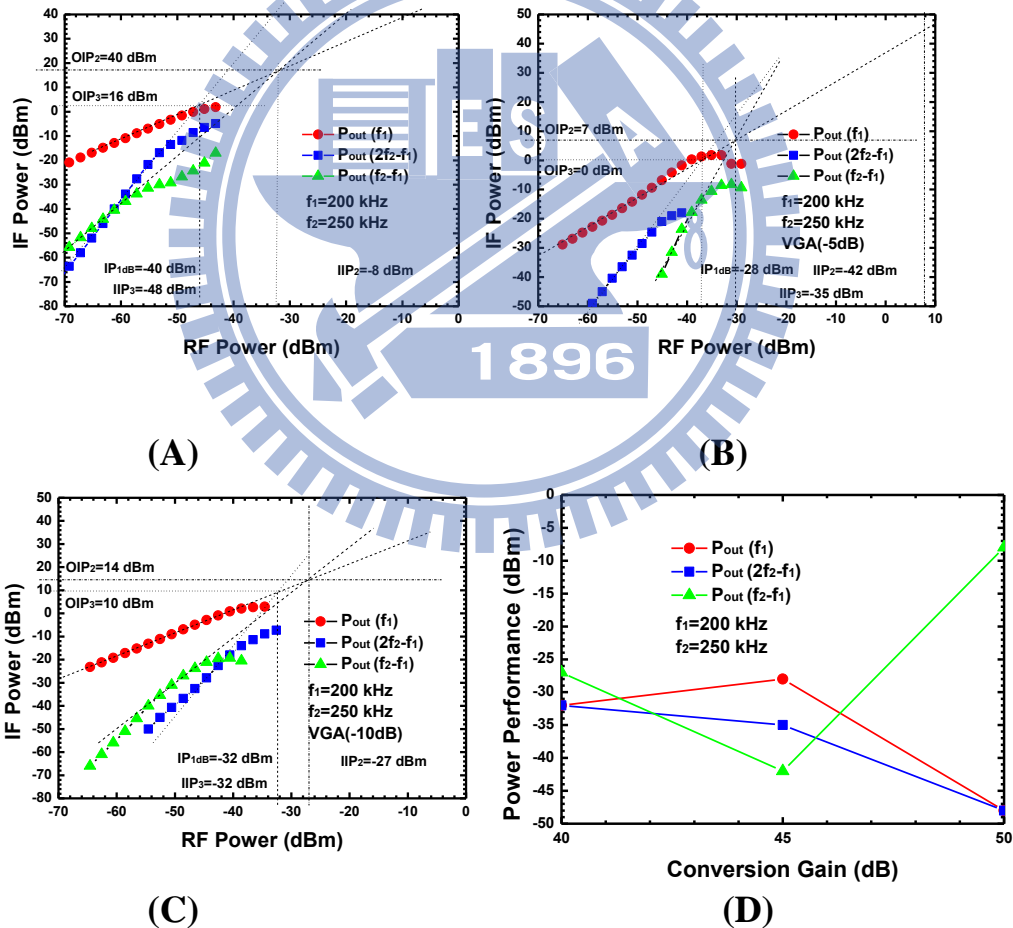 40
30
20
10
0
-10
-20
-30
-40
-50
-60
-70
-80
IF Power (dBm)
OIP2=40 dBm
OIP3=16 dBm
Pout (f1)
Pout (2f2-f1)
Pout (f2-f1)
f1=200 kHz
f2=250 kHz
IP1dB=-40 dBm
IIP3=-48 dBm
IIP2=-8 dBm
-70 -60 -50 -40 -30 -20 -10 0
RF Power (dBm)
(A)
50
40
30
20
10
0
-10
-20
-30
-40
-50
IF Power (dBm)
OIP2=7 dBm
OIP3=0 dBm
Pout (f1)
Pout (2f2-f1)
Pout (f2-f1)
f1=200 kHz
f2=250 kHz
VGA(-5dB)
IP1dB=-28 dBm
IIP2=-42 dBm
IIP3=-35 dBm
-70 -60 -50 -40 -30 -20 -10 0 10
RF Power (dBm)
(B)
E S A
1896
50
40
30
20
10
0
-10
-20
-30
-40
-50
-60
-70
-80
IF Power (dBm)
OIP2=14 dBm
OIP3=10 dBm
Pout (f1)
Pout (2f2-f1)
Pout (f2-f1)
f1=200 kHz
f2=250 kHz
VGA(-10dB)
IP1dB=-32 dBm
IIP3=-32 dBm
IIP2=-27 dBm
-70 -60 -50 -40 -30 -20 -10 0
RF Power (dBm)
(C)
0
-5
-10
-15
-20
-25
-30
-35
-40
-45
-50
Power Performance (dBm)
Pout (f1)
Pout (2f2-f1)
Pout (f2-f1)
f1=200 kHz
f2=250 kHz
40 45 50
Conversion Gain (dB)
(D)